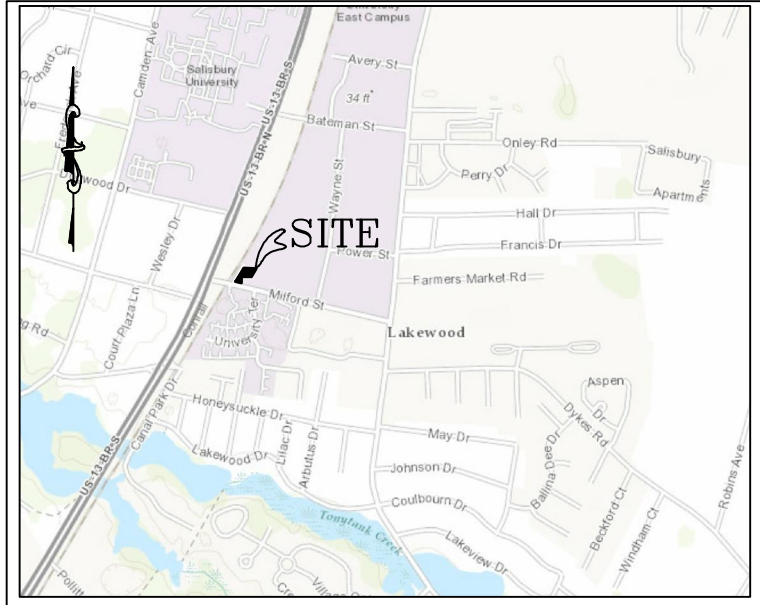 East Campus
Camden Ave
Orchard Cir
Salisbury
University
Avery St
34 ft
Bateman St
US-13-BR-N
US-13-BR-S
Onley Rd
Salisbury
Perry Dr
Apartments
Wayne St
Wesley Dr
Hall Dr
SITE
Power St
Francis Dr
Farmers Market Rd
Milford St
Court Plaza Ln
Conrail
University Ter
Lakewood
Canal Park Dr
Honeysuckle Dr
Aspen
Dr
Dykes Rd
Lilac Dr
Arbutus Dr
May Dr
Lakewood Dr
Johnson Dr
Ballina Dee Dr
Robins Ave
US-13-BR-S
Coulbourn Dr
Beckford Ct
Windham Ct
Tonytank Creek
Lakeview Dr